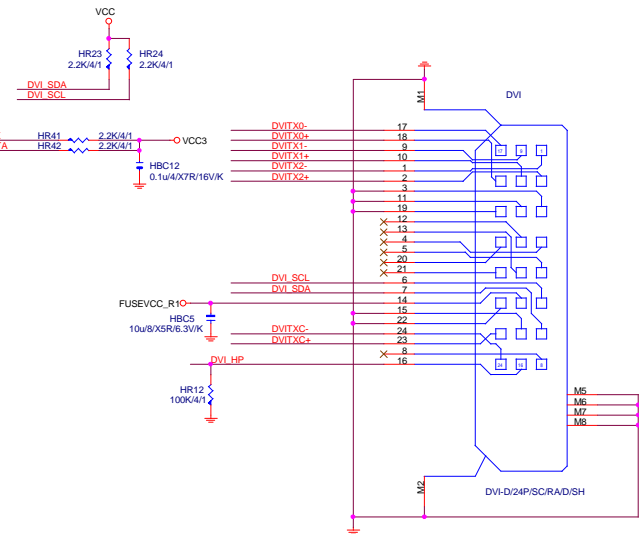 VCC
HR23
2.2K/4/1
HR24
2.2K/4/1
DVI_SDA
DVI_SCL
HR41 2.2K/4/1
TA HR42 2.2K/4/1
VCC3
HBC12
0.1u/4/X7R/16V/K
DVI
M1
DVITX0- 17
DVITX0+ 18
DVITX1- 9
DVITX1+ 10
DVITX2- 1
DVITX2+ 2
3
11
19
12
13
4
5
20
21
DVI_SCL 6
DVI_SDA 7
FUSEVCC_R1 14
15
22
HBC5
10u/8/X5R/6.3V/K
DVITXC- 24
DVITXC+ 23
8
DVI_HP 16
HR12
100K/4/1
17 9 1
24 16 8
M5
M6
M7
M8
M2
DVI-D/24P/SC/RA/D/SH